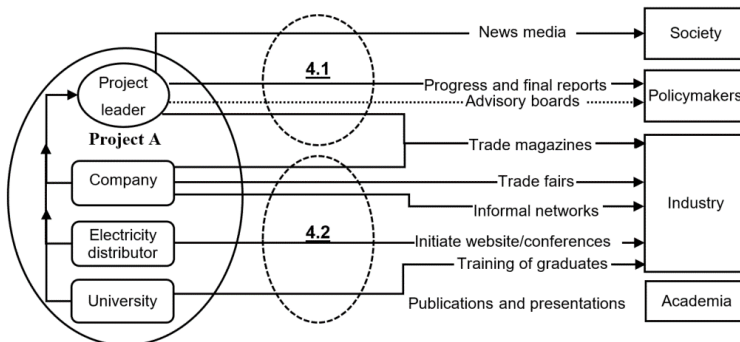 News media
Society
4.1
Project
leader
Progress and final reports
Advisory boards
Policymakers
Project A
Trade magazines
Company
Trade fairs
Industry
Informal networks
4.2
Electricity
distributor
Initiate website/conferences
Training of graduates
University
Publications and presentations
Academia